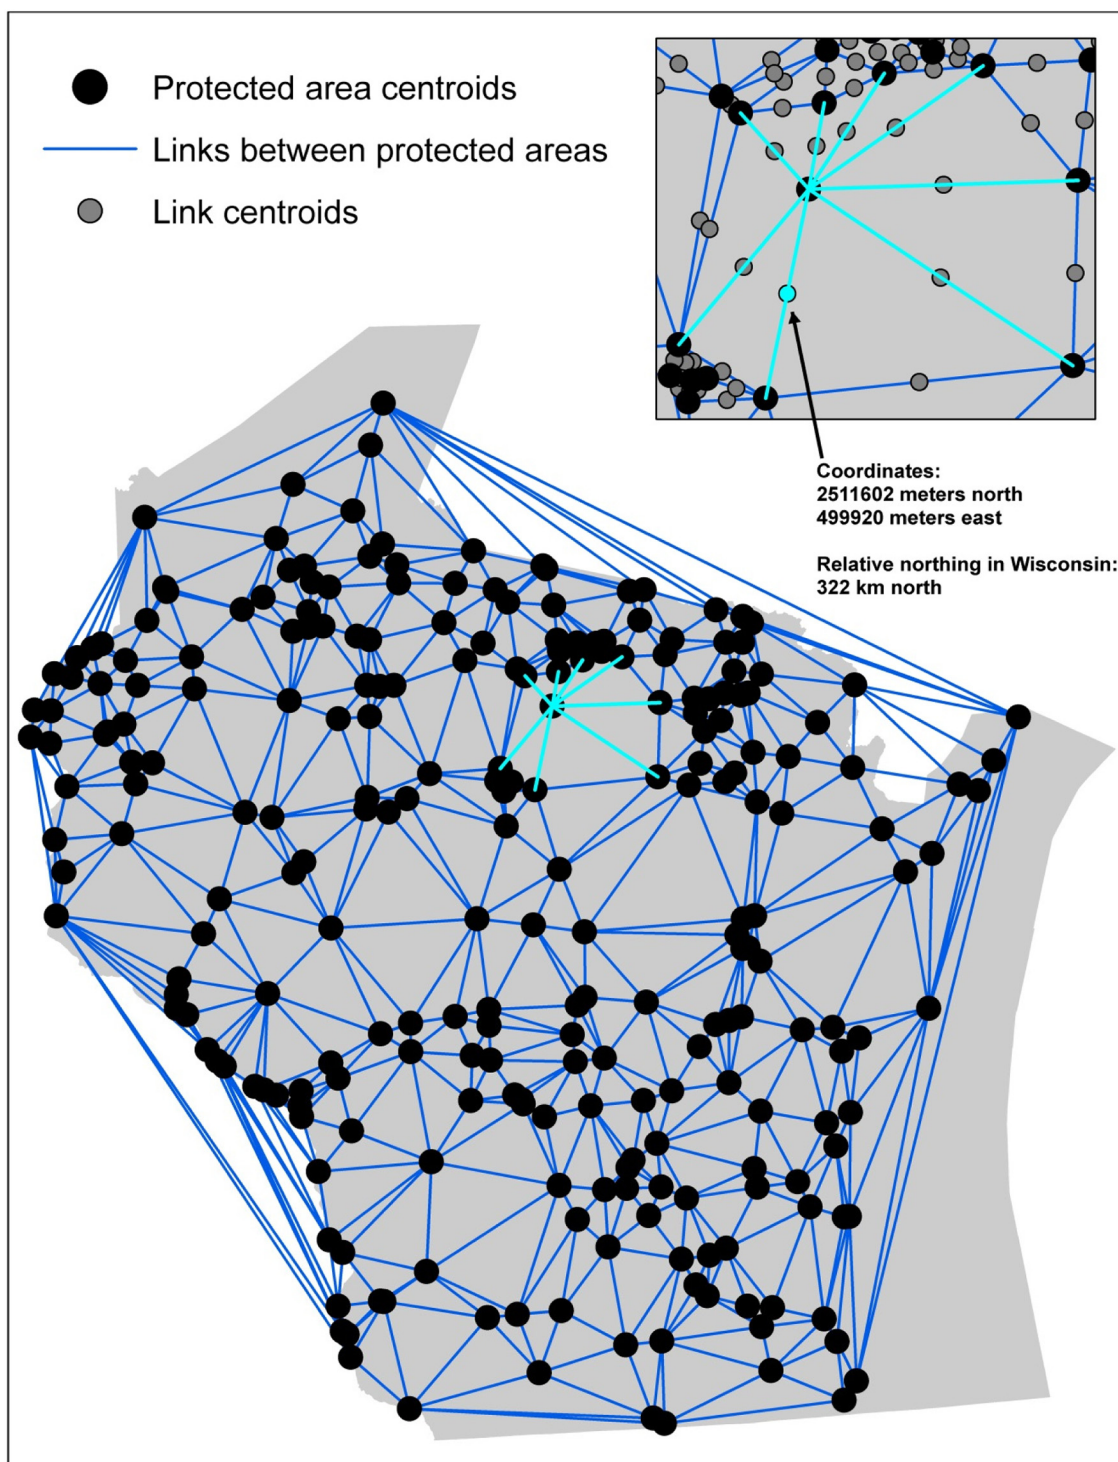 Protected area centroids
Links between protected areas
Link centroids
Coordinates:
2511602 meters north
499920 meters east
Relative northing in Wisconsin:
322 km north